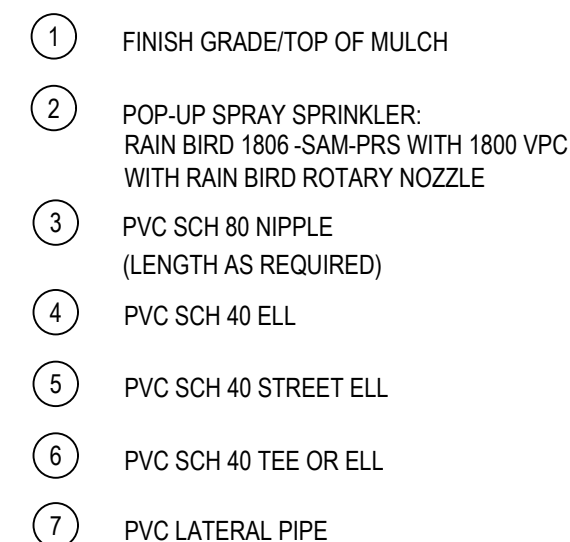 1 FINISH GRADE/TOP OF MULCH
2 POP-UP SPRAY SPRINKLER:
RAIN BIRD 1806 -SAM-PRS WITH 1800 VPC
WITH RAIN BIRD ROTARY NOZZLE
3 PVC SCH 80 NIPPLE
(LENGTH AS REQUIRED)
4 PVC SCH 40 ELL
5 PVC SCH 40 STREET ELL
6 PVC SCH 40 TEE OR ELL
7 PVC LATERAL PIPE